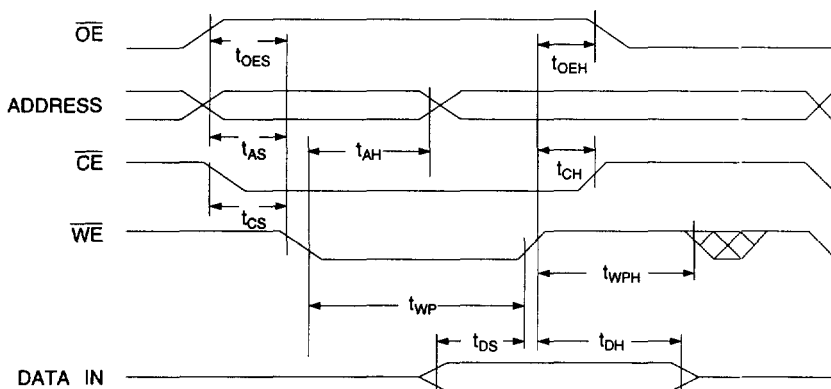 OE
tOES
tOEH
ADDRESS
tAS
tAH
CE
tCH
tCS
WE
tWPH
tWP
tDS
tDH
DATA IN